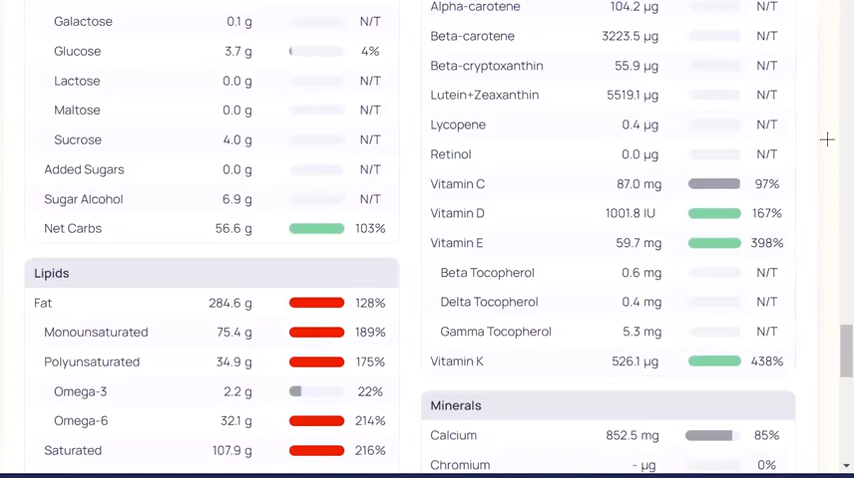 Galactose 0.1 g N/T
Glucose 3.7 g 4%
Lactose 0.0 g N/T
Maltose 0.0 g N/T
Sucrose 4.0 g N/T
Added Sugars 0.0 g N/T
Sugar Alcohol 6.9 g N/T
Net Carbs 56.6 g 103%
Lipids
Fat 284.6 g 128%
Monounsaturated 75.4 g 189%
Polyunsaturated 34.9 g 175%
Omega-3 2.2 g 22%
Omega-6 32.1 g 214%
Saturated 107.9 g 216%
Alpha-carotene 104.2 µg N/T
Beta-carotene 3223.5 µg N/T
Beta-cryptoxanthin 55.9 µg N/T
Lutein+Zeaxanthin 5519.1 µg N/T
Lycopene 0.4 µg N/T
Retinol 0.0 µg N/T
Vitamin C 87.0 mg 97%
Vitamin D 1001.8 IU 167%
Vitamin E 59.7 mg 398%
Beta Tocopherol 0.6 mg N/T
Delta Tocopherol 0.4 mg N/T
Gamma Tocopherol 5.3 mg N/T
Vitamin K 526.1 µg 438%
Minerals
Calcium 852.5 mg 85%
Chromium - µg 0%